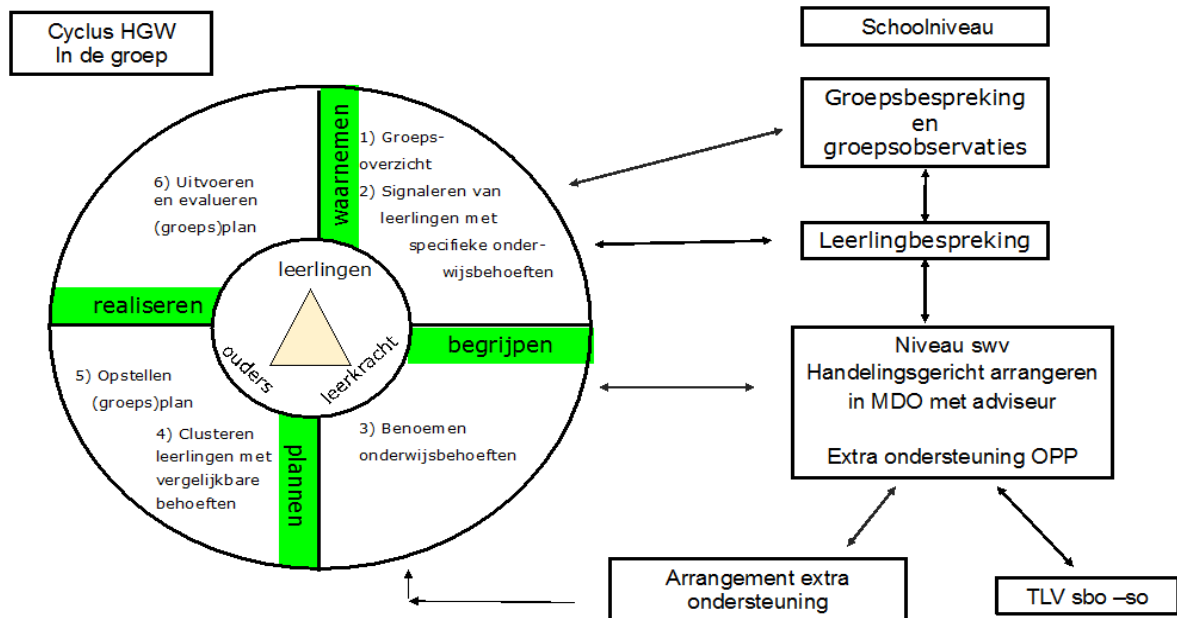 Cyclus HGW
In de groep
waarnemen
1) Groeps-
overzicht
2) Signaleren van
leerlingen met
specifieke onder-
wijsbehoeften
begrijpen
3) Benoemen
onderwijsbehoeften
plannen
4) Clusteren
leerlingen met
vergelijkbare
behoeften
5) Opstellen
(groeps)plan
realiseren
6) Uitvoeren
en evalueren
(groeps)plan
leerlingen
ouders
leerkracht
Schoolniveau
Groepsbespreking
en
groepsobservaties
Leerlingbespreking
Niveau swv
Handelingsgericht arrangeren
in MDO met adviseur
Extra ondersteuning OPP
Arrangement extra
ondersteuning
TLV sbo –so